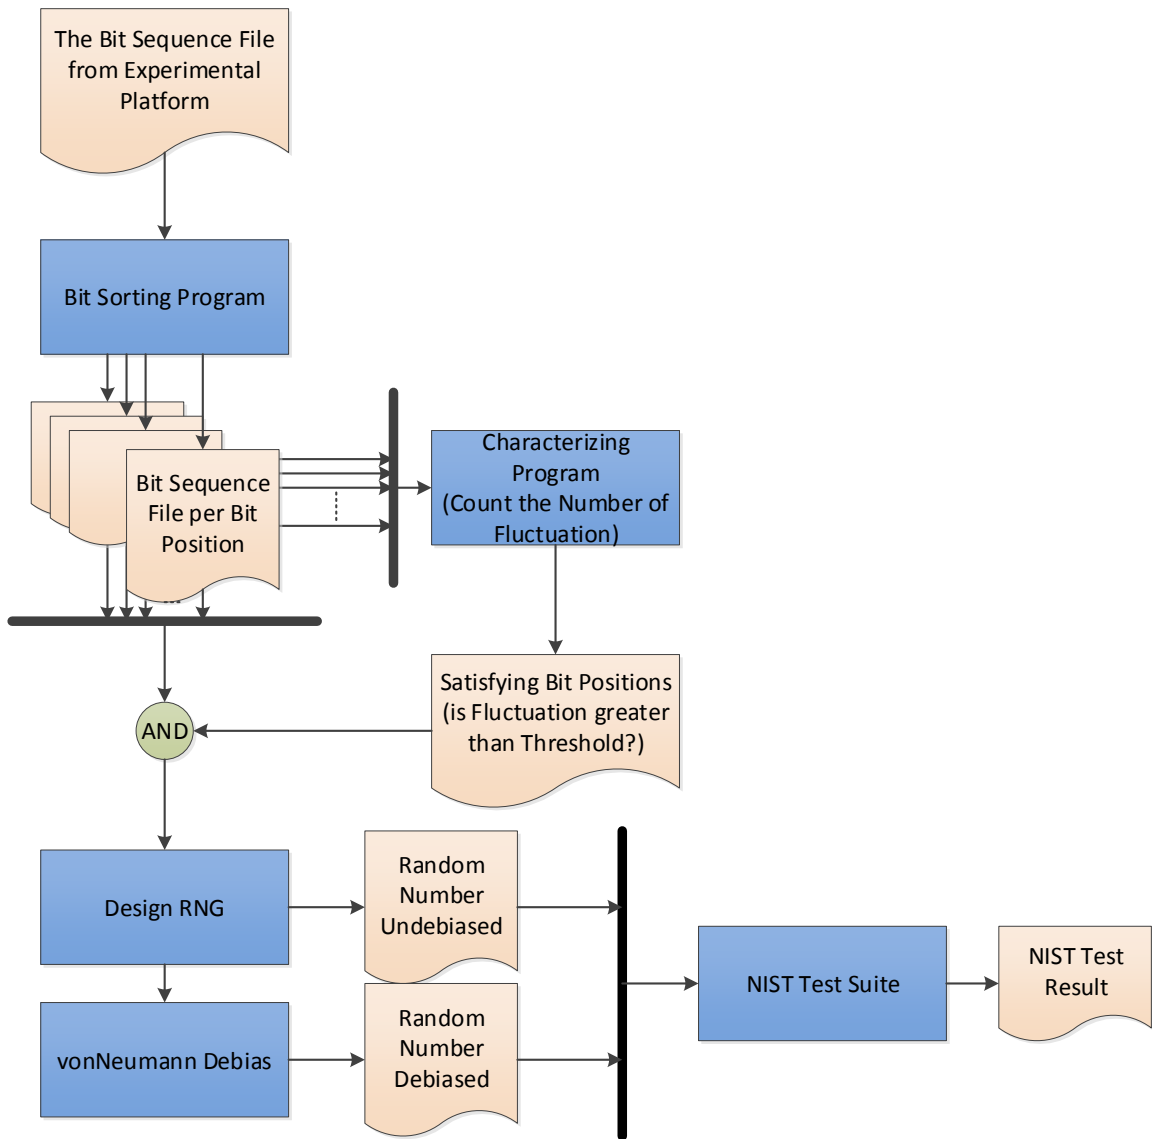 The Bit Sequence File
from Experimental
Platform
Bit Sorting Program
Bit Sequence
File per Bit
Position
Characterizing
Program
(Count the Number of
Fluctuation)
Satisfying Bit Positions
(is Fluctuation greater
than Threshold?)
AND
Design RNG
Random
Number
Undebiased
vonNeumann Debias
Random
Number
Debiased
NIST Test Suite
NIST Test
Result